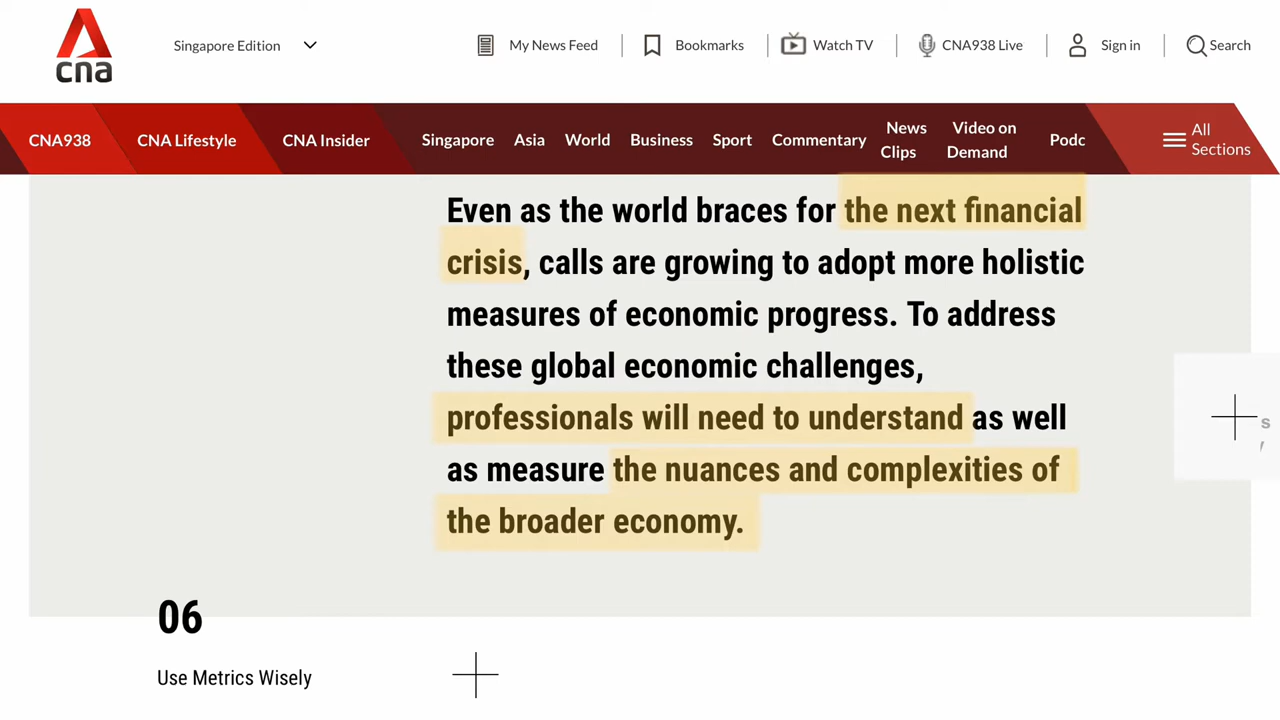 cna
Singapore Edition
My News Feed
Bookmarks
Watch TV
CNA938 Live
Sign in
Search
CNA938
CNA Lifestyle
CNA Insider
Singapore
Asia
World
Business
Sport
Commentary
News
Clips
Video on
Demand
Podc
All
Sections
Even as the world braces for the next financial
crisis, calls are growing to adopt more holistic
measures of economic progress. To address
these global economic challenges,
professionals will need to understand as well
as measure the nuances and complexities of
the broader economy.
06
Use Metrics Wisely